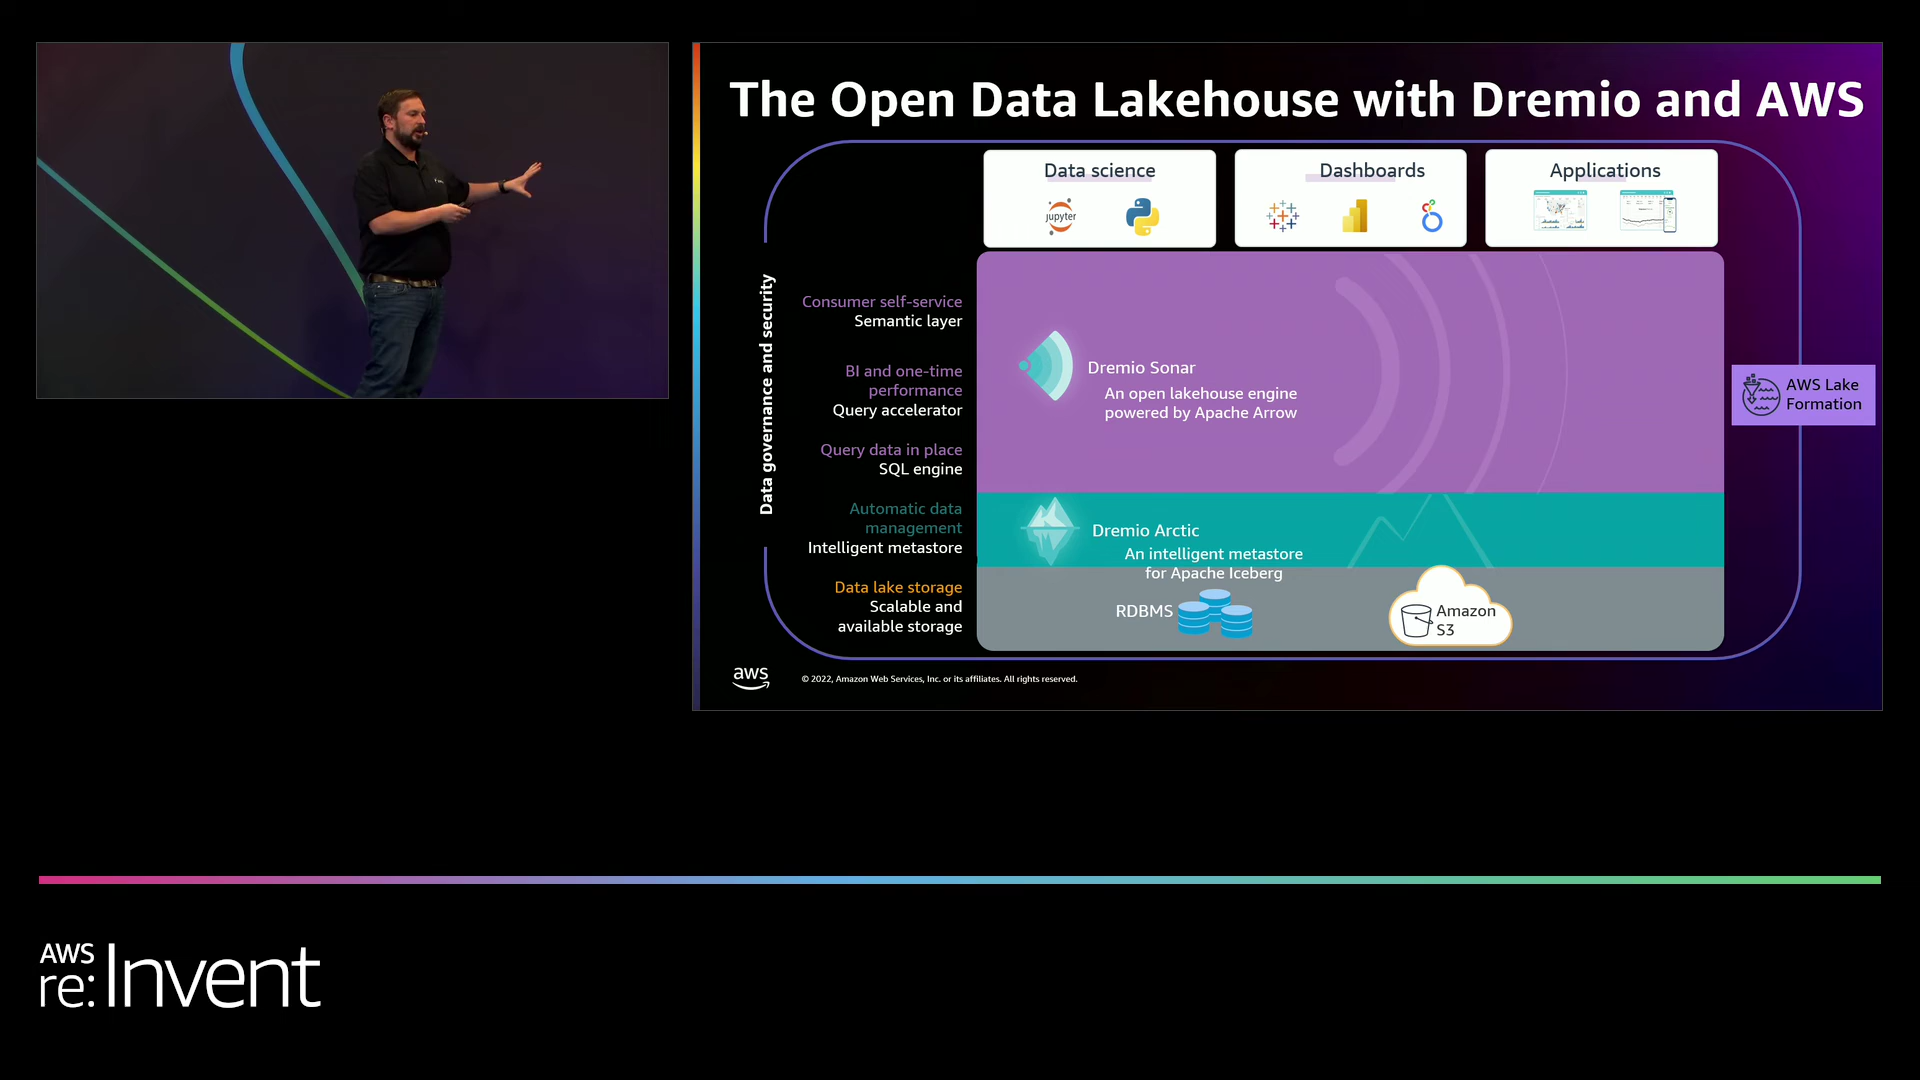 The Open Data Lakehouse with Dremio and AWS
Data science
Dashboards
Applications
jupyter
Data governance and security
Consumer self-service
Semantic layer
BI and one-time
performance
Query accelerator
Query data in place
SQL engine
Automatic data
management
Intelligent metastore
Data lake storage
Scalable and
available storage
Dremio Sonar
An open lakehouse engine
powered by Apache Arrow
Dremio Arctic
An intelligent metastore
for Apache Iceberg
RDBMS
Amazon
S3
AWS Lake
Formation
aws
© 2022, Amazon Web Services, Inc. or its affiliates. All rights reserved.
AWS
re:Invent